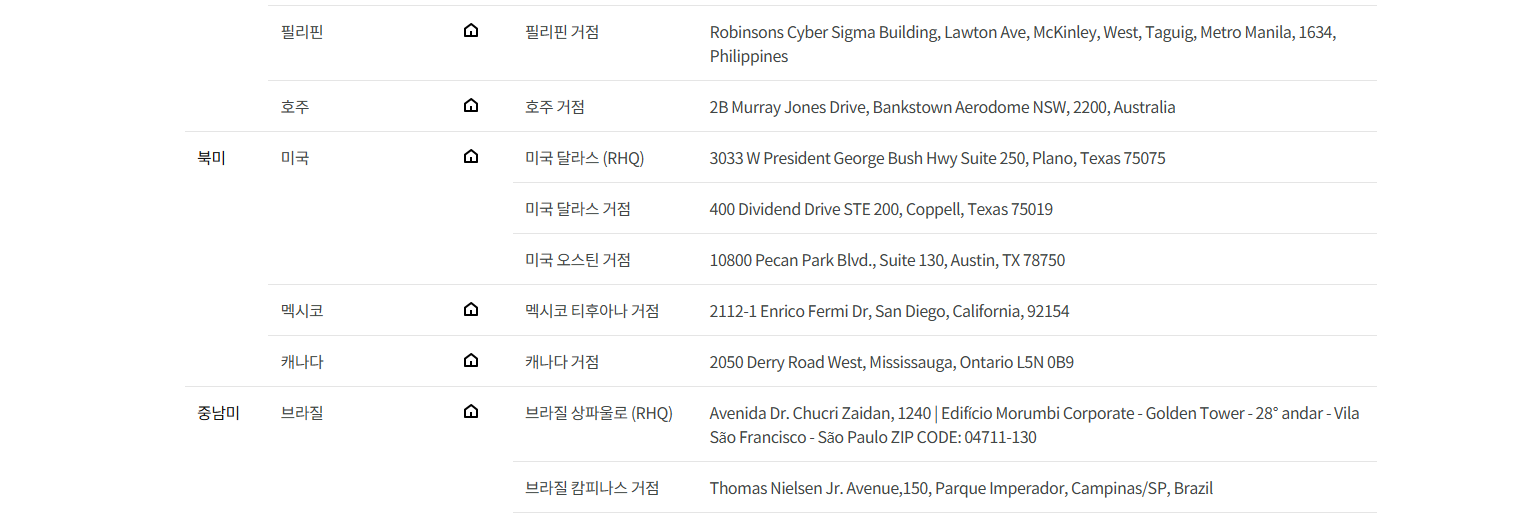 필리핀 필리핀 거점 Robinsons Cyber Sigma Building, Lawton Ave, McKinley, West, Taguig, Metro Manila, 1634,
Philippines
호주 호주 거점 2B Murray Jones Drive, Bankstown Aerodome NSW, 2200, Australia
북미 미국 미국 달라스 (RHQ) 3033 W President George Bush Hwy Suite 250, Plano, Texas 75075
미국 달라스 거점 400 Dividend Drive STE 200, Coppell, Texas 75019
미국 오스틴 거점 10800 Pecan Park Blvd., Suite 130, Austin, TX 78750
멕시코 멕시코 티후아나 거점 2112-1 Enrico Fermi Dr, San Diego, California, 92154
캐나다 캐나다 거점 2050 Derry Road West, Mississauga, Ontario L5N 0B9
중남미 브라질 브라질 상파울로 (RHQ) Avenida Dr. Chucri Zaidan, 1240 | Edifício Morumbi Corporate - Golden Tower - 28° andar - Vila
São Francisco - São Paulo ZIP CODE: 04711-130
브라질 캄피나스 거점 Thomas Nielsen Jr. Avenue,150, Parque Imperador, Campinas/SP, Brazil